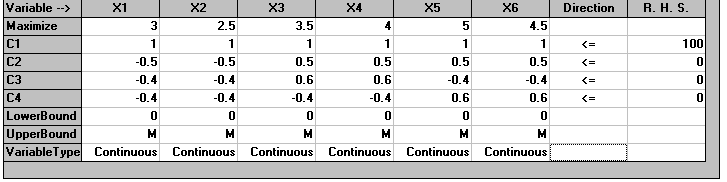 Variable --> X1 X2 X3 X4 X5 X6 Direction R. H. S.
Maximize 3 2.5 3.5 4 5 4.5
C1 1 1 1 1 1 1 <= 100
C2 -0.5 -0.5 0.5 0.5 0.5 0.5 <= 0
C3 -0.4 -0.4 0.6 0.6 -0.4 -0.4 <= 0
C4 -0.4 -0.4 -0.4 -0.4 0.6 0.6 <= 0
LowerBound 0 0 0 0 0 0
UpperBound M M M M M M
VariableType Continuous Continuous Continuous Continuous Continuous Continuous